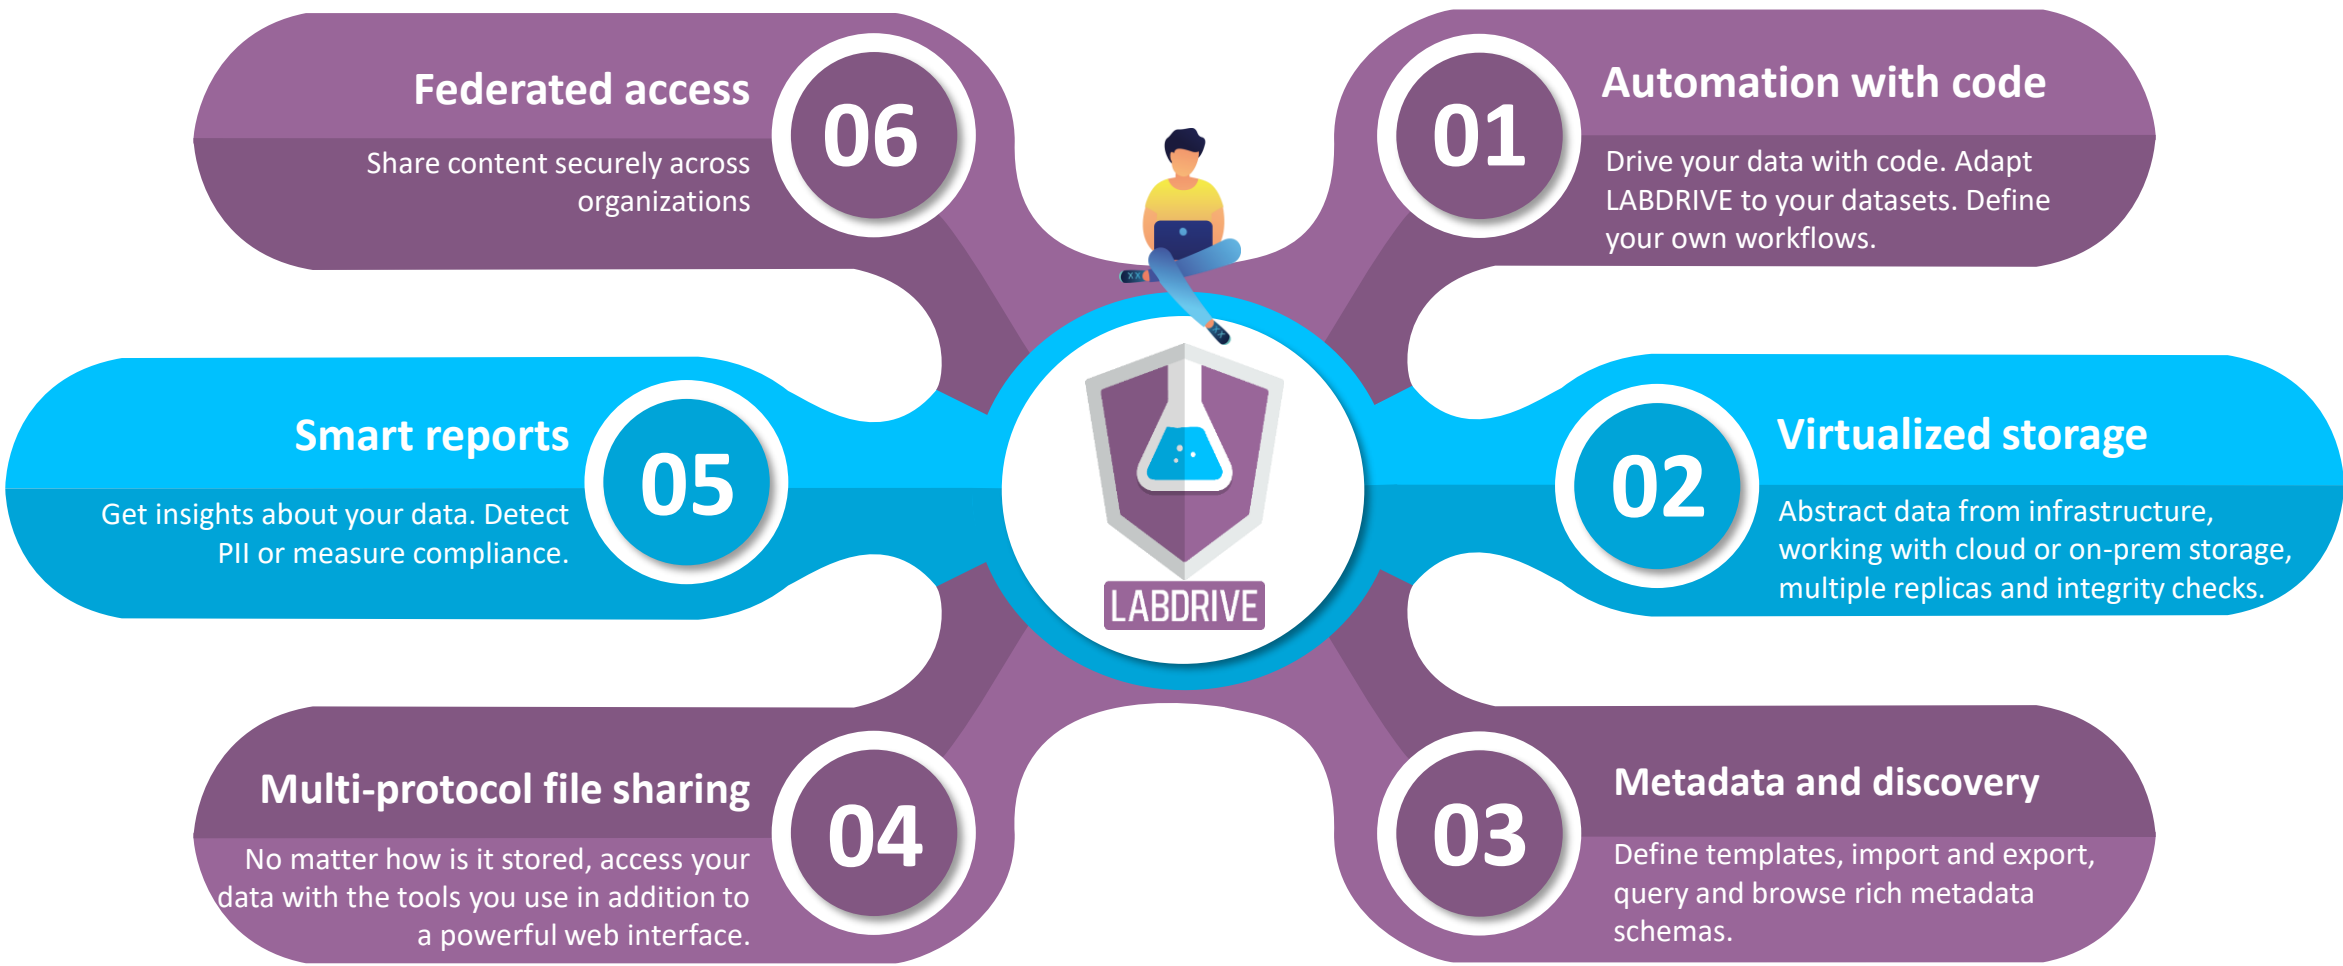 Federated access
Share content securely across
organizations
06
01
Automation with code
Drive your data with code. Adapt
LABDRIVE to your datasets. Define
your own workflows.
Smart reports
Get insights about your data. Detect
PII or measure compliance.
05
LABDRIVE
02
Virtualized storage
Abstract data from infrastructure,
working with cloud or on-prem storage,
multiple replicas and integrity checks.
Multi-protocol file sharing
No matter how is it stored, access your
data with the tools you use in addition to
a powerful web interface.
04
03
Metadata and discovery
Define templates, import and export,
query and browse rich metadata
schemas.